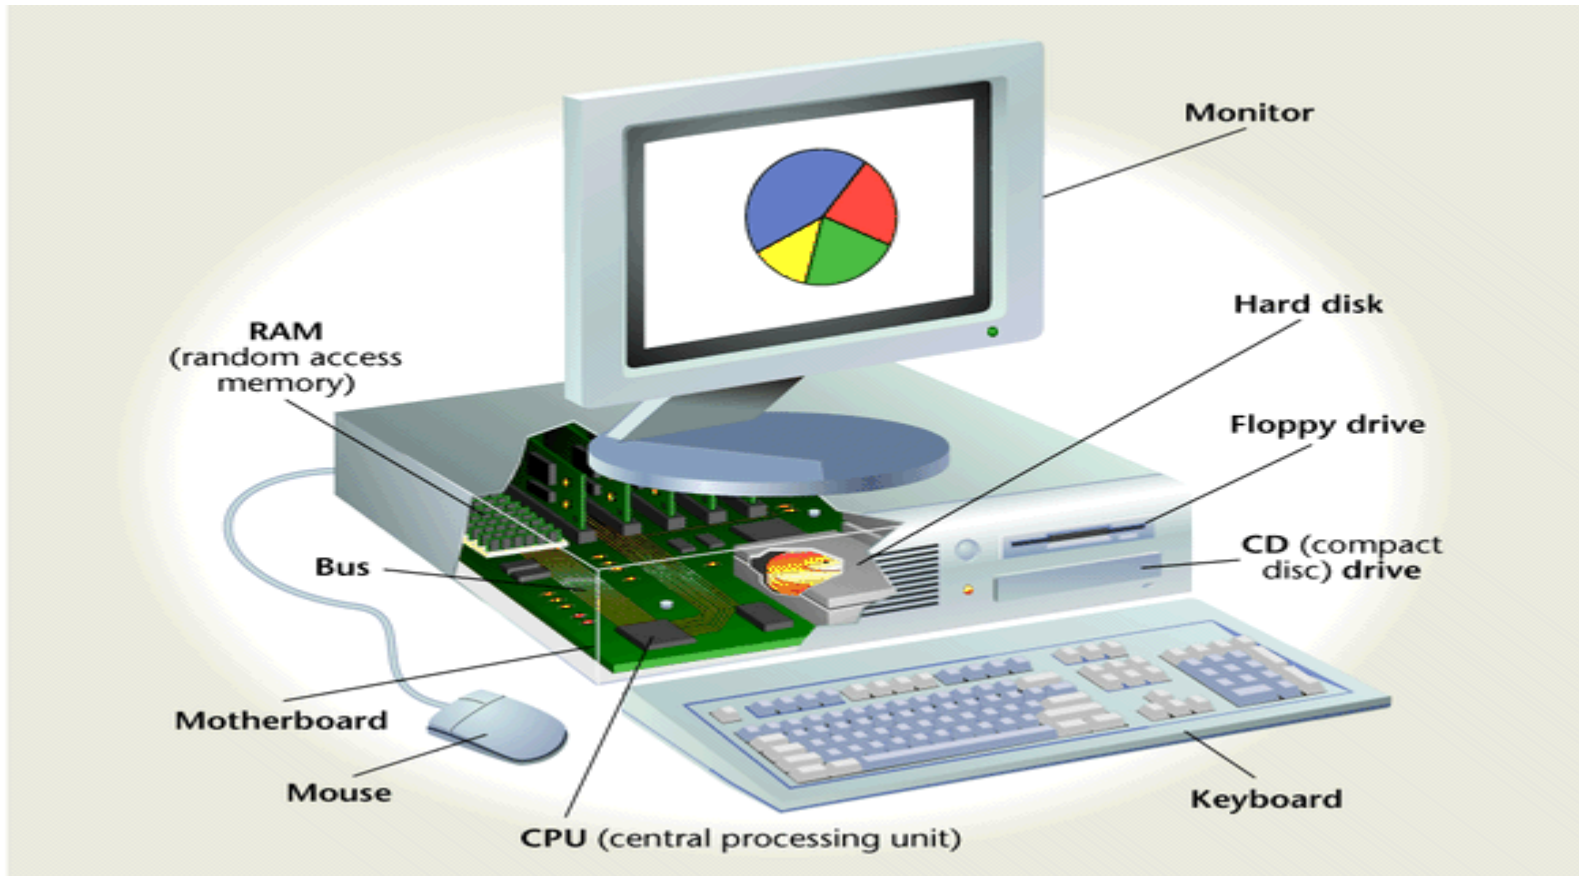 Monitor
Hard disk
RAM
(random access
memory)
Floppy drive
CD (compact
disc) drive
Bus
Motherboard
Mouse
Keyboard
CPU (central processing unit)